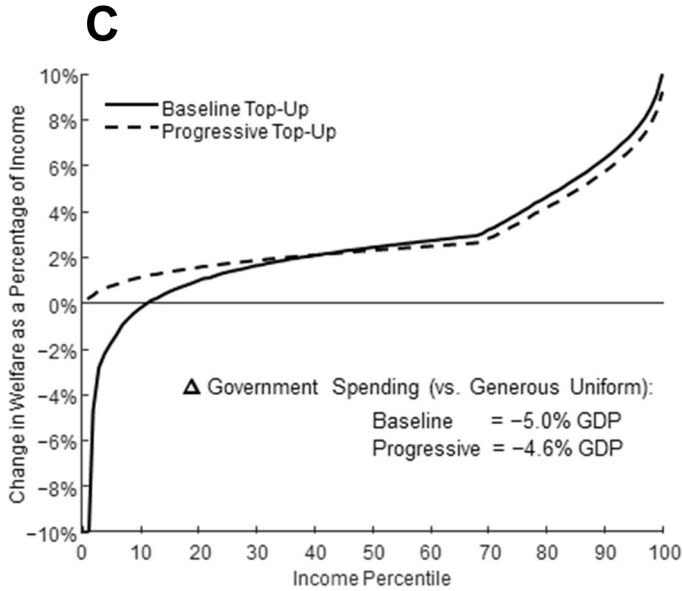 C
Change in Welfare as a Percentage of Income
10%
8%
6%
4%
2%
0%
−2%
−4%
−6%
−8%
−10%
Baseline Top-Up
Progressive Top-Up
Δ Government Spending (vs. Generous Uniform):
Baseline = −5.0% GDP
Progressive = −4.6% GDP
0 10 20 30 40 50 60 70 80 90 100
Income Percentile